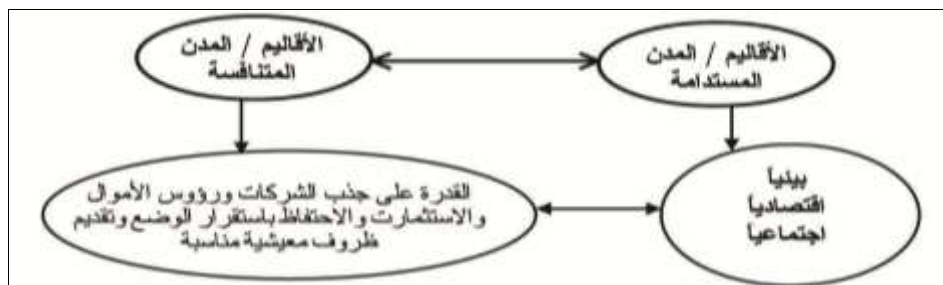 الأقاليم / المدن
المستدامة
الأقاليم / المدن
المتنافسة
بيئياً
اقتصادياً
اجتماعياً
القدرة على جذب الشركات ورؤوس الأموال
والاستثمارت والاحتفاظ باستقرار الوضع وتقديم
ظروف معيشية مناسبة